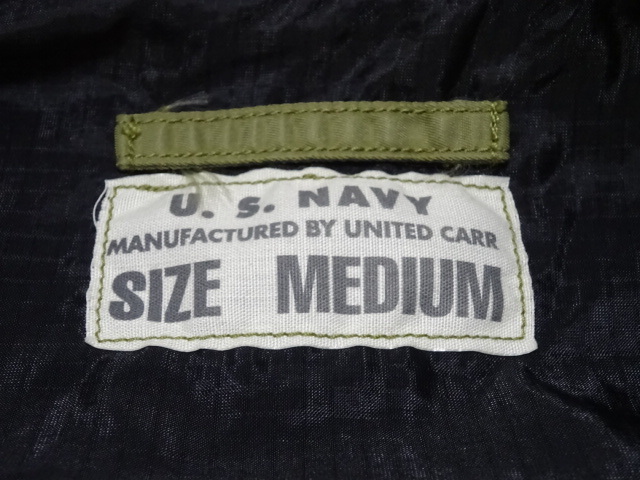 U. S. NAVY
MANUFACTURED BY UNITED CARR
SIZE MEDIUM